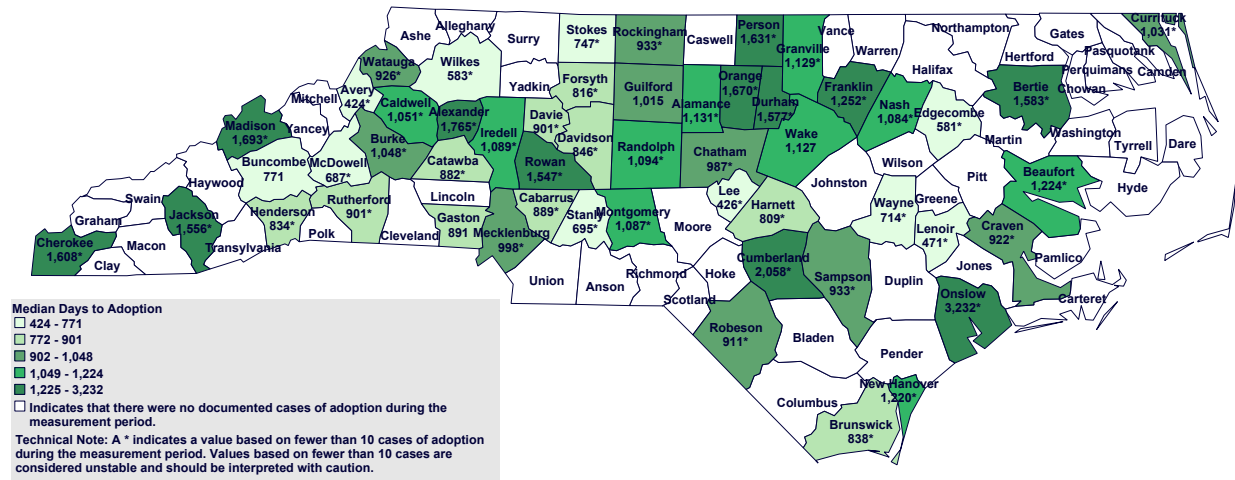 Alleghany
Ashe
Surry
Stokes
747*
Rockingham
933*
Caswell
Person
1,631*
Granville
1,129*
Vance
Warren
Northampton
Gates
Currituck
1,031*
Pasquotank
Hertford
Perquimans
Camden
Chowan
Halifax
Bertie
1,583*
Watauga
926*
Wilkes
583*
Yadkin
Forsyth
816*
Guilford
1,015
Alamance
1,131*
Orange
1,670*
Durham
1,577*
Franklin
1,252*
Nash
1,084*
Edgecombe
581*
Martin
Washington
Tyrrell
Dare
Mitchell
Avery
424*
Caldwell
1,051*
Alexander
1,765*
Iredell
1,089*
Davie
901*
Davidson
846*
Randolph
1,094*
Chatham
987*
Wake
1,127
Wilson
Pitt
Beaufort
1,224*
Hyde
Madison
1,693*
Yancey
Burke
1,048*
Catawba
882*
Rowan
1,547*
Buncombe
771
McDowell
687*
Haywood
Swain
Graham
Jackson
1,556*
Henderson
834*
Rutherford
901*
Lincoln
Gaston
891
Cabarrus
889*
Stanly
695*
Montgomery
1,087*
Lee
426*
Harnett
809*
Johnston
Wayne
714*
Greene
Lenoir
471*
Craven
922*
Pamlico
Cherokee
1,608*
Clay
Macon
Transylvania
Polk
Cleveland
Mecklenburg
998*
Moore
Cumberland
2,058*
Sampson
933*
Duplin
Jones
Carteret
Union
Anson
Richmond
Hoke
Scotland
Robeson
911*
Bladen
Onslow
3,232*
Pender
New Hanover
1,220*
Columbus
Brunswick
838*
Median Days to Adoption
424 - 771
772 - 901
902 - 1,048
1,049 - 1,224
1,225 - 3,232
Indicates that there were no documented cases of adoption during the
measurement period.
Technical Note: A * indicates a value based on fewer than 10 cases of adoption
during the measurement period. Values based on fewer than 10 cases are
considered unstable and should be interpreted with caution.